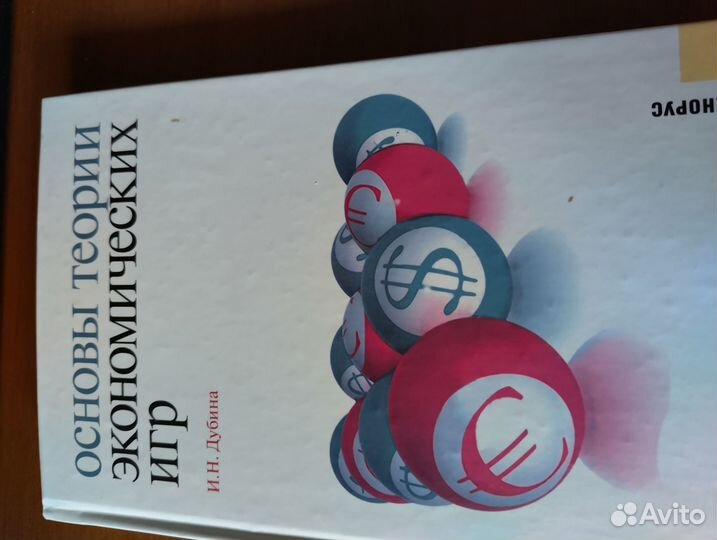 ОСНОВЫ ТЕОРИИ
ЭКОНОМИЧЕСКИХ
ИГР
И.Н. Дубина
НОРУС
Avito